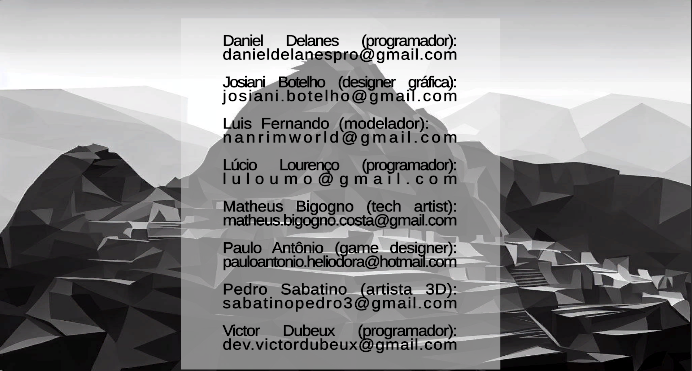 Daniel Delanes (programador):
danieldelanespro@gmail.com
Josiani Botelho (designer gráfica):
josiani.botelho@gmail.com
Luis Fernando (modelador):
nanrimworld@gmail.com
Lúcio Lourenço (programador):
luloumo@gmail.com
Matheus Bigogno (tech artist):
matheus.bigogno.costa@gmail.com
Paulo Antônio (game designer):
pauloantonio.heliodora@hotmail.com
Pedro Sabatino (artista 3D):
sabatinopedro3@gmail.com
Victor Dubeux (programador):
dev.victordubeux@gmail.com